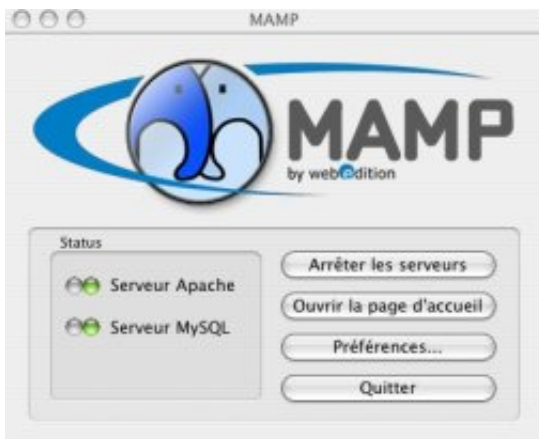 MAMP
MAMP
by webedition
Status
Serveur Apache
Serveur MySQL
Arrêter les serveurs
Ouvrir la page d'accueil
Préférences...
Quitter